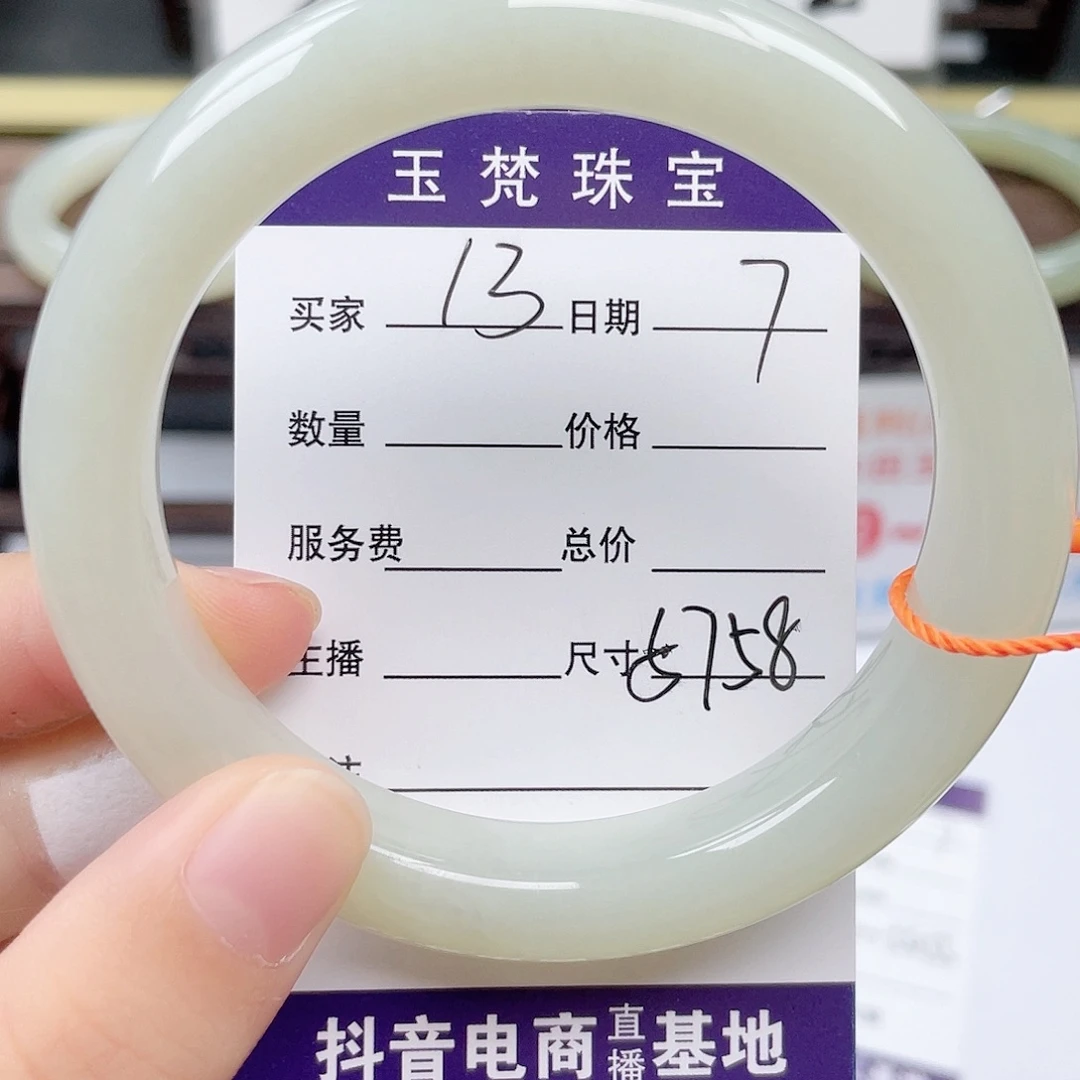 玉梵珠宝
买家 13 日期 7
数量 价格
服务费 总价
主播 尺寸 6758
抖音电商直播基地